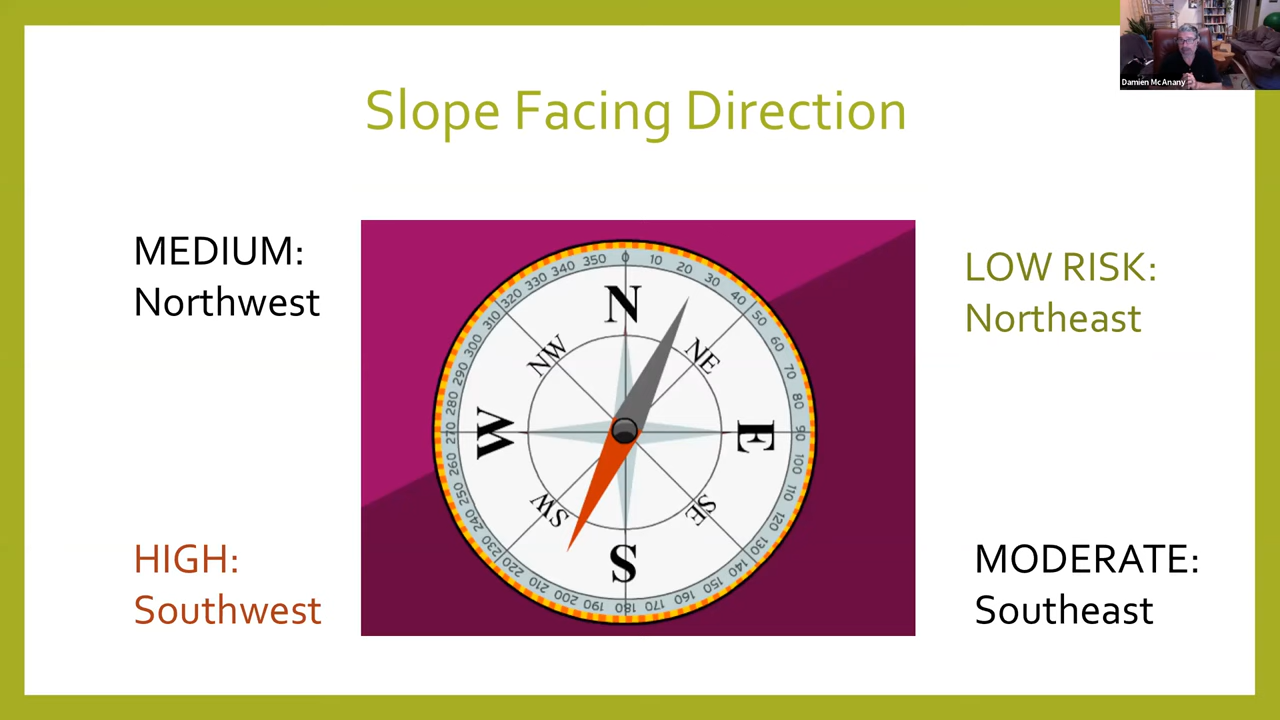 Damien Mc Anany
Slope Facing Direction
MEDIUM:
Northwest
LOW RISK:
Northeast
HIGH:
Southwest
MODERATE:
Southeast
N
NE
E
SE
S
SW
W
NW
0
10
20
30
40
50
60
70
80
90
100
110
120
130
140
150
160
170
180
190
200
210
220
230
240
250
260
270
280
290
300
310
320
330
340
350